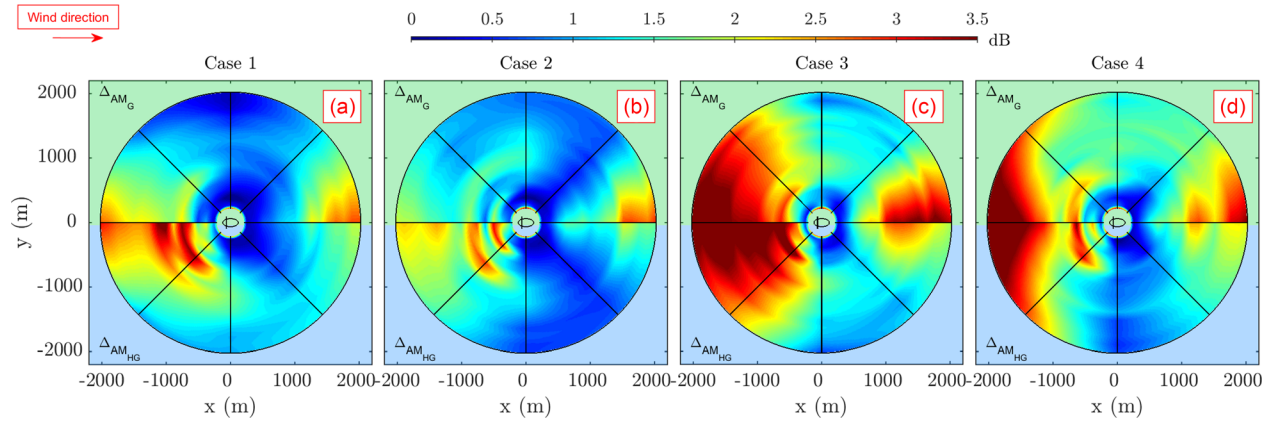 Wind direction
0 0.5 1 1.5 2 2.5 3 3.5
dB
Case 1 Case 2 Case 3 Case 4
Δ_AM_G (a) Δ_AM_G (b) Δ_AM_G (c) Δ_AM_G (d)
2000
1000
0
-1000
-2000
y (m)
Δ_AM_HG Δ_AM_HG Δ_AM_HG Δ_AM_HG
-2000 -1000 0 1000 2000 -2000 -1000 0 1000 2000 -2000 -1000 0 1000 2000 -2000 -1000 0 1000 2000
x (m) x (m) x (m) x (m)